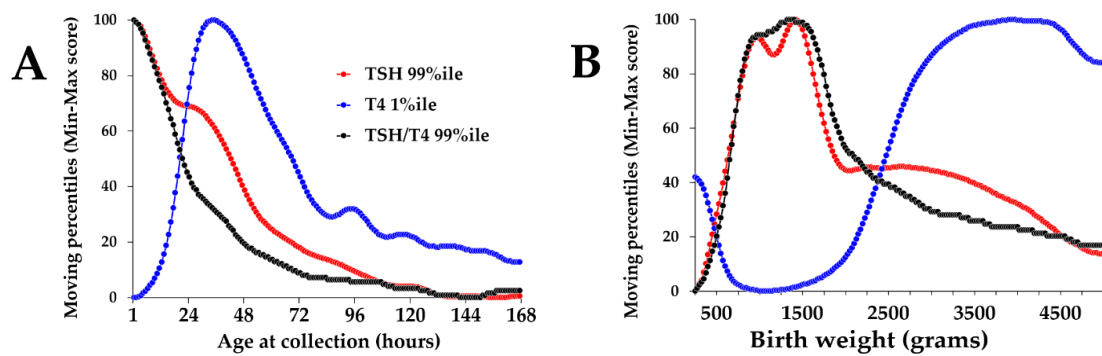 A
Moving percentiles (Min-Max score)
100
80
60
40
20
0
1 24 48 72 96 120 144 168
Age at collection (hours)
TSH 99%ile
T4 1%ile
TSH/T4 99%ile
B
Moving percentiles (Min-Max score)
100
80
60
40
20
0
500 1500 2500 3500 4500
Birth weight (grams)